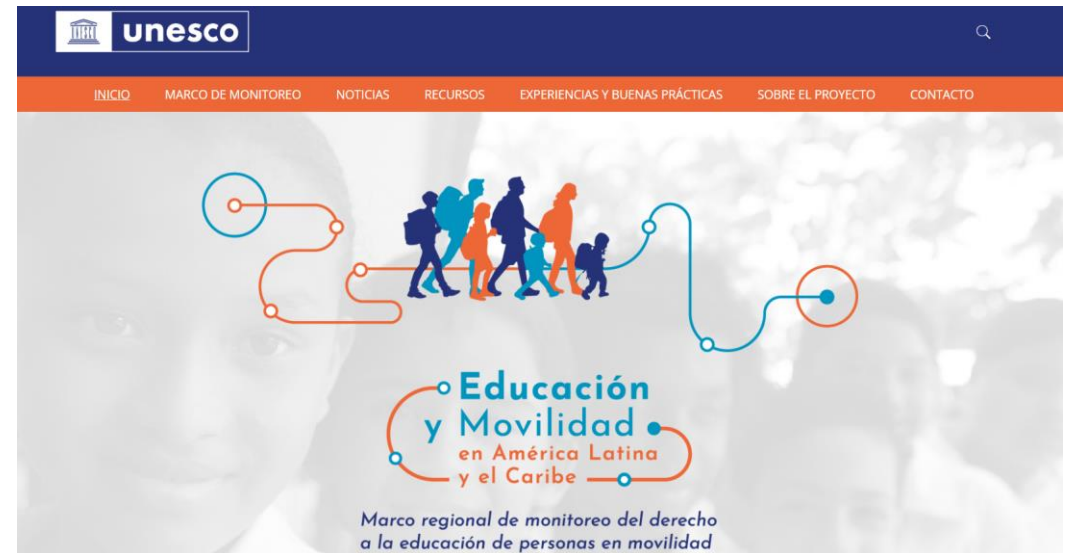 unesco
INICIO MARCO DE MONITOREO NOTICIAS RECURSOS EXPERIENCIAS Y BUENAS PRÁCTICAS SOBRE EL PROYECTO CONTACTO
Educación
y Movilidad
en América Latina
y el Caribe
Marco regional de monitoreo del derecho
a la educación de personas en movilidad